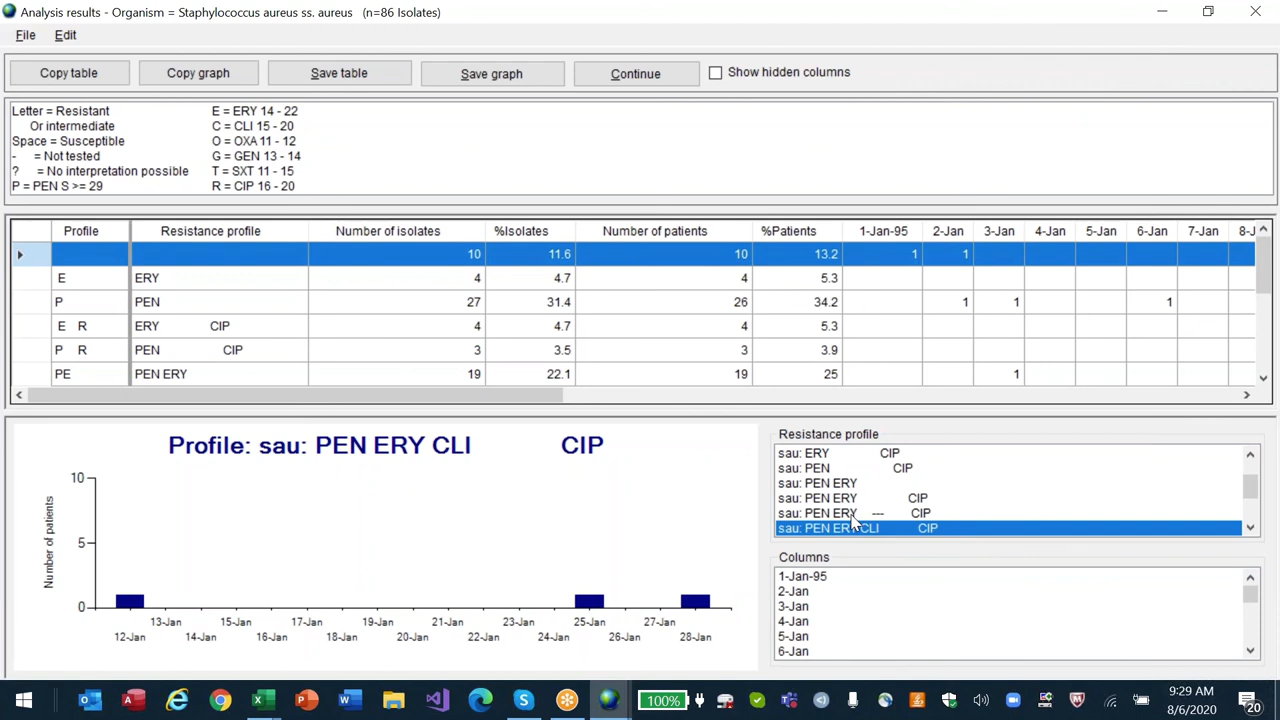 Analysis results - Organism = Staphylococcus aureus ss. aureus   (n=86 Isolates)
File Edit
Copy table Copy graph Save table Save graph Continue Show hidden columns
Letter = Resistant E = ERY 14 - 22
Or intermediate C = CLI 15 - 20
Space = Susceptible O = OXA 11 - 12
- = Not tested G = GEN 13 - 14
? = No interpretation possible T = SXT 11 - 15
P = PEN S >= 29 R = CIP 16 - 20
Profile Resistance profile Number of isolates %Isolates Number of patients %Patients 1-Jan-95 2-Jan 3-Jan 4-Jan 5-Jan 6-Jan 7-Jan 8-J
10 11.6 10 13.2 1 1
E ERY 4 4.7 4 5.3
P PEN 27 31.4 26 34.2 1 1 1
E R ERY CIP 4 4.7 4 5.3
P R PEN CIP 3 3.5 3 3.9
PE PEN ERY 19 22.1 19 25 1
Profile: sau: PEN ERY CLI CIP
Number of patients
10
5
0
13-Jan 15-Jan 17-Jan 19-Jan 21-Jan 23-Jan 25-Jan 27-Jan
12-Jan 14-Jan 16-Jan 18-Jan 20-Jan 22-Jan 24-Jan 26-Jan 28-Jan
Resistance profile
sau: ERY CIP
sau: PEN CIP
sau: PEN ERY
sau: PEN ERY CIP
sau: PEN ERY --- CIP
sau: PEN ERY CLI CIP
Columns
1-Jan-95
2-Jan
3-Jan
4-Jan
5-Jan
6-Jan
100%
9:29 AM
8/6/2020
20